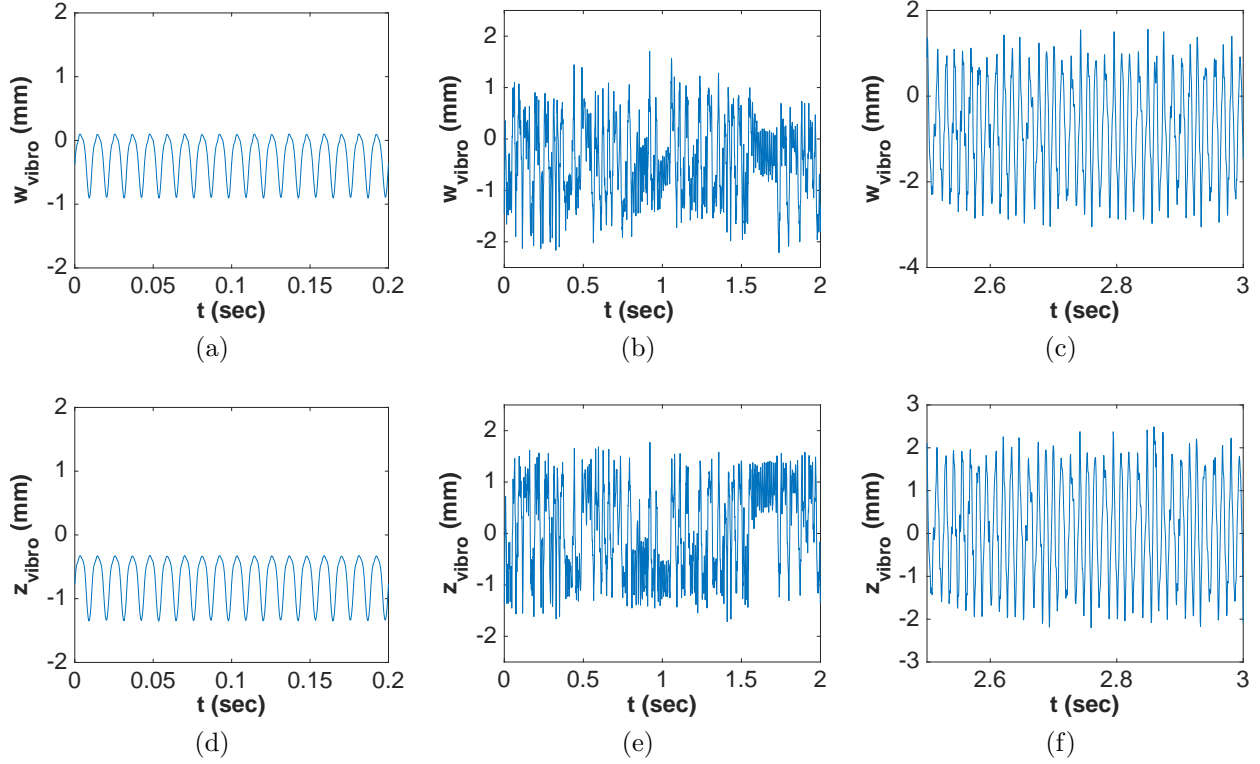 2
1
0
-1
-2
w_vibro (mm)
0 0.05 0.1 0.15 0.2
t (sec)
(a)
2
1
0
-1
-2
w_vibro (mm)
0 0.5 1 1.5 2
t (sec)
(b)
2
0
-2
-4
w_vibro (mm)
2.6 2.8 3
t (sec)
(c)
2
1
0
-1
-2
z_vibro (mm)
0 0.05 0.1 0.15 0.2
t (sec)
(d)
2
1
0
-1
-2
z_vibro (mm)
0 0.5 1 1.5 2
t (sec)
(e)
3
2
1
0
-1
-2
-3
z_vibro (mm)
2.6 2.8 3
t (sec)
(f)